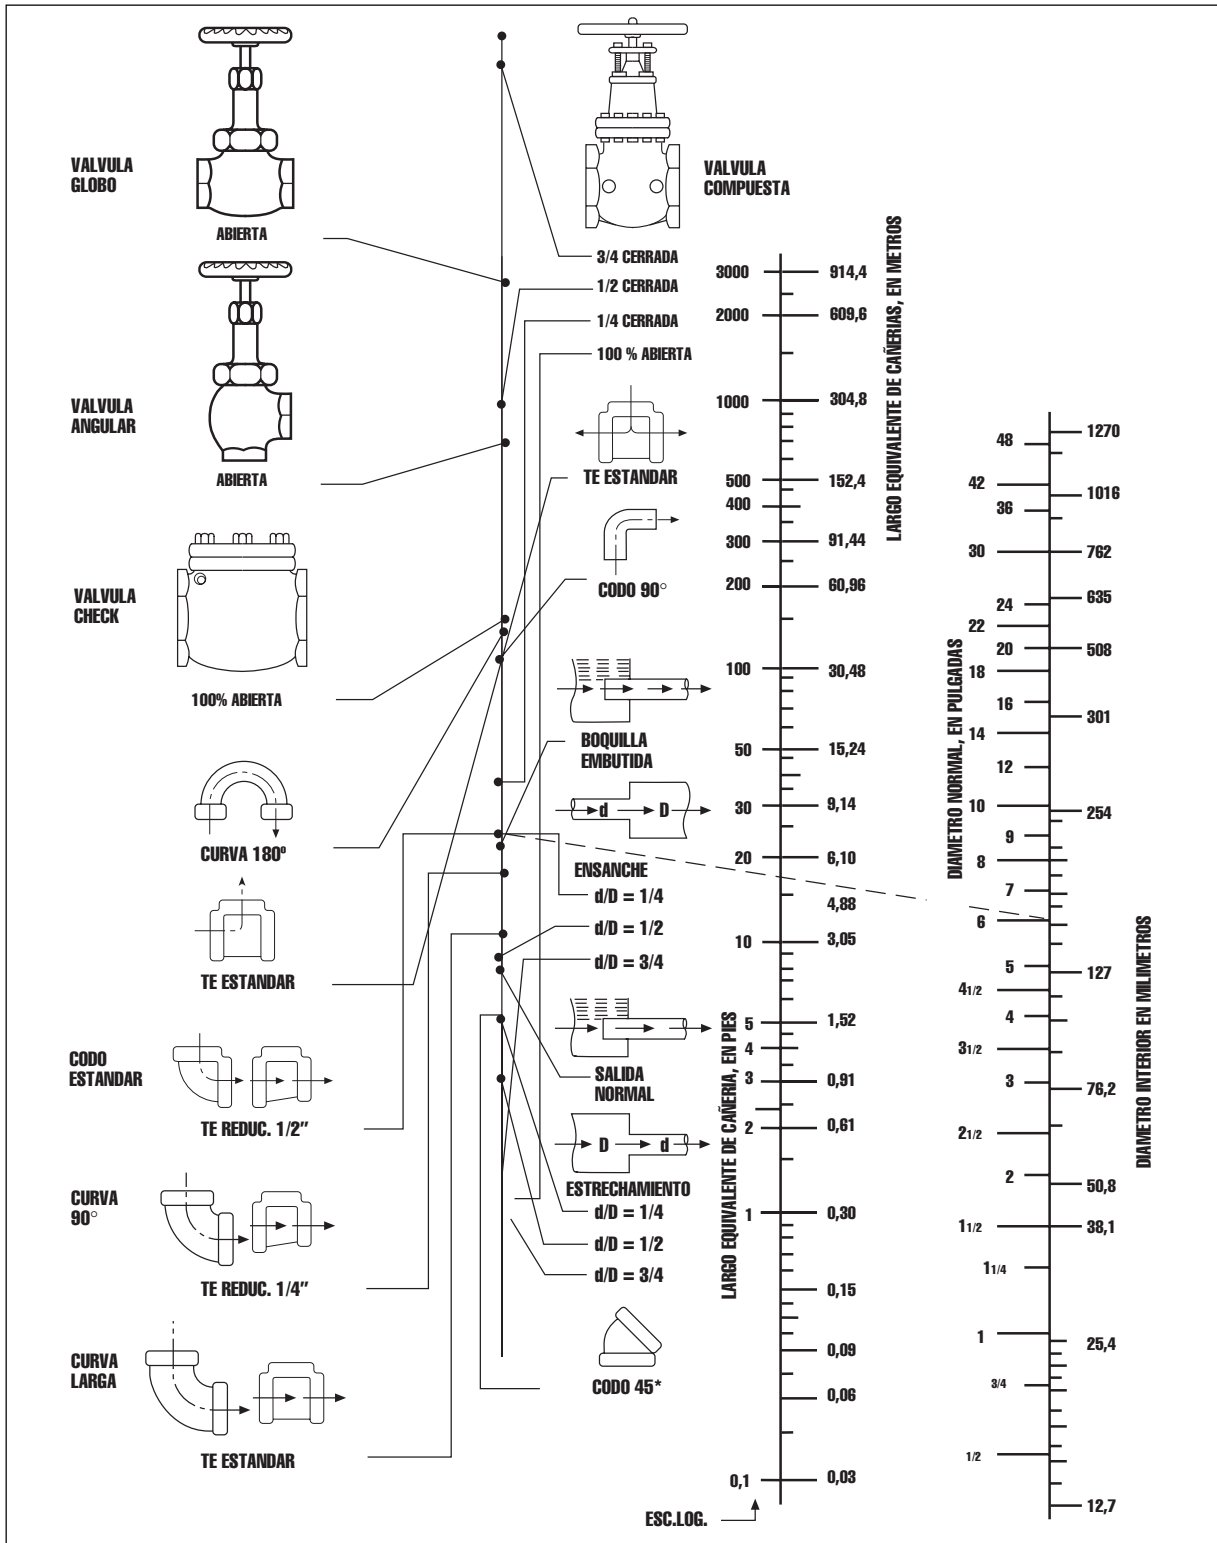 VALVULA
GLOBO
ABIERTA
VALVULA
ANGULAR
ABIERTA
VALVULA
CHECK
100% ABIERTA
CURVA 180º
TE ESTANDAR
CODO
ESTANDAR
TE REDUC. 1/2”
CURVA
90°
TE REDUC. 1/4”
CURVA
LARGA
TE ESTANDAR
VALVULA
COMPUESTA
3/4 CERRADA
1/2 CERRADA
1/4 CERRADA
100 % ABIERTA
TE ESTANDAR
CODO 90°
BOQUILLA
EMBUTIDA
d D
ENSANCHE
d/D = 1/4
d/D = 1/2
d/D = 3/4
SALIDA
NORMAL
D d
ESTRECHAMIENTO
d/D = 1/4
d/D = 1/2
d/D = 3/4
CODO 45*
LARGO EQUIVALENTE DE CAÑERIA, EN PIES
3000
2000
1000
500
400
300
200
100
50
30
20
10
5
4
3
2
1
0,1
ESC.LOG.
LARGO EQUIVALENTE DE CAÑERIAS, EN METROS
914,4
609,6
304,8
152,4
91,44
60,96
30,48
15,24
9,14
6,10
4,88
3,05
1,52
0,91
0,61
0,30
0,15
0,09
0,06
0,03
DIAMETRO NORMAL, EN PULGADAS
48
42
36
30
24
22
20
18
16
14
12
10
9
8
7
6
5
4 1/2
4
3 1/2
3
2 1/2
2
1 1/2
1 1/4
1
3/4
1/2
DIAMETRO INTERIOR EN MILIMETROS
1270
1016
762
635
508
301
254
127
76,2
50,8
38,1
25,4
12,7